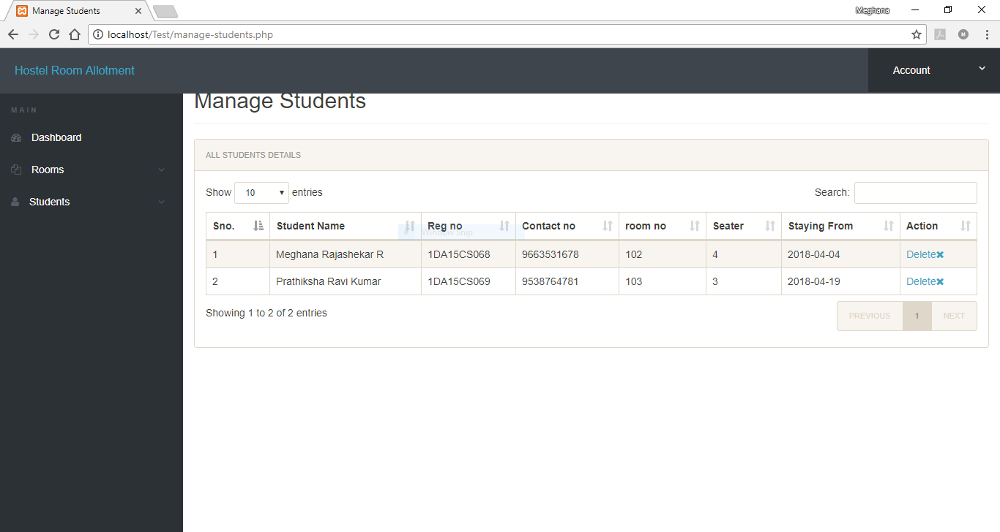 Manage Students
Meghana
localhost/Test/manage-students.php
M
Hostel Room Allotment
Account
MAIN
Dashboard
Rooms
Students
Manage Students
ALL STUDENTS DETAILS
Show 10 entries
Search:
Sno. Student Name Reg no Contact no room no Seater Staying From Action
Window Snip
1 Meghana Rajashekar R 1DA15CS068 9663531678 102 4 2018-04-04 Delete
2 Prathiksha Ravi Kumar 1DA15CS069 9538764781 103 3 2018-04-19 Delete
Showing 1 to 2 of 2 entries
PREVIOUS 1 NEXT